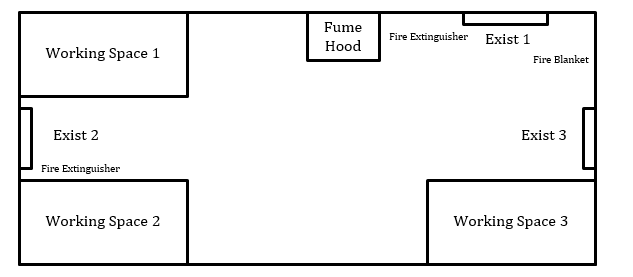 Fume
Hood
Fire Extinguisher
Exist 1
Working Space 1
Fire Blanket
Exist 2
Exist 3
Fire Extinguisher
Working Space 2
Working Space 3